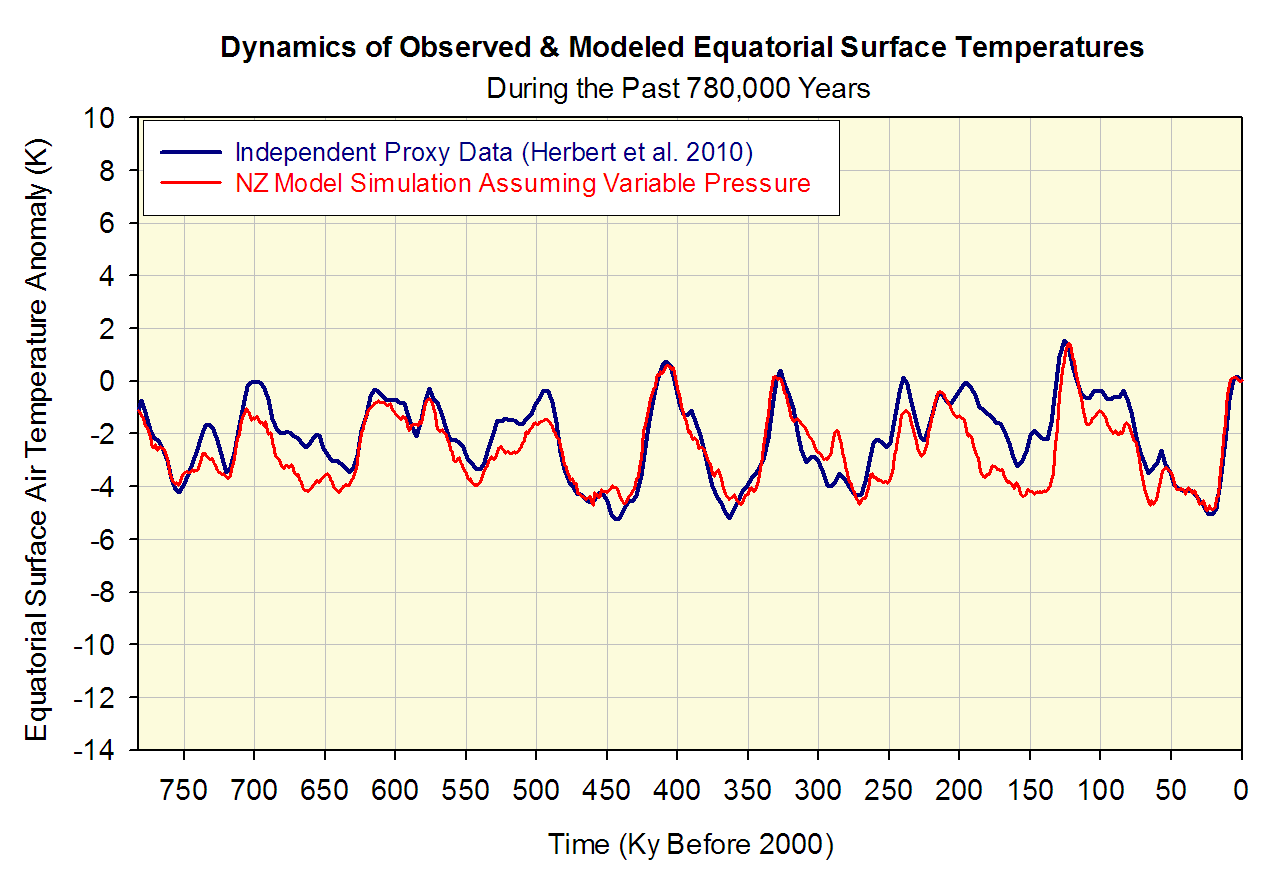 Dynamics of Observed & Modeled Equatorial Surface Temperatures
During the Past 780,000 Years
Independent Proxy Data (Herbert et al. 2010)
NZ Model Simulation Assuming Variable Pressure
Equatorial Surface Air Temperature Anomaly (K)
10
8
6
4
2
0
-2
-4
-6
-8
-10
-12
-14
750 700 650 600 550 500 450 400 350 300 250 200 150 100 50 0
Time (Ky Before 2000)